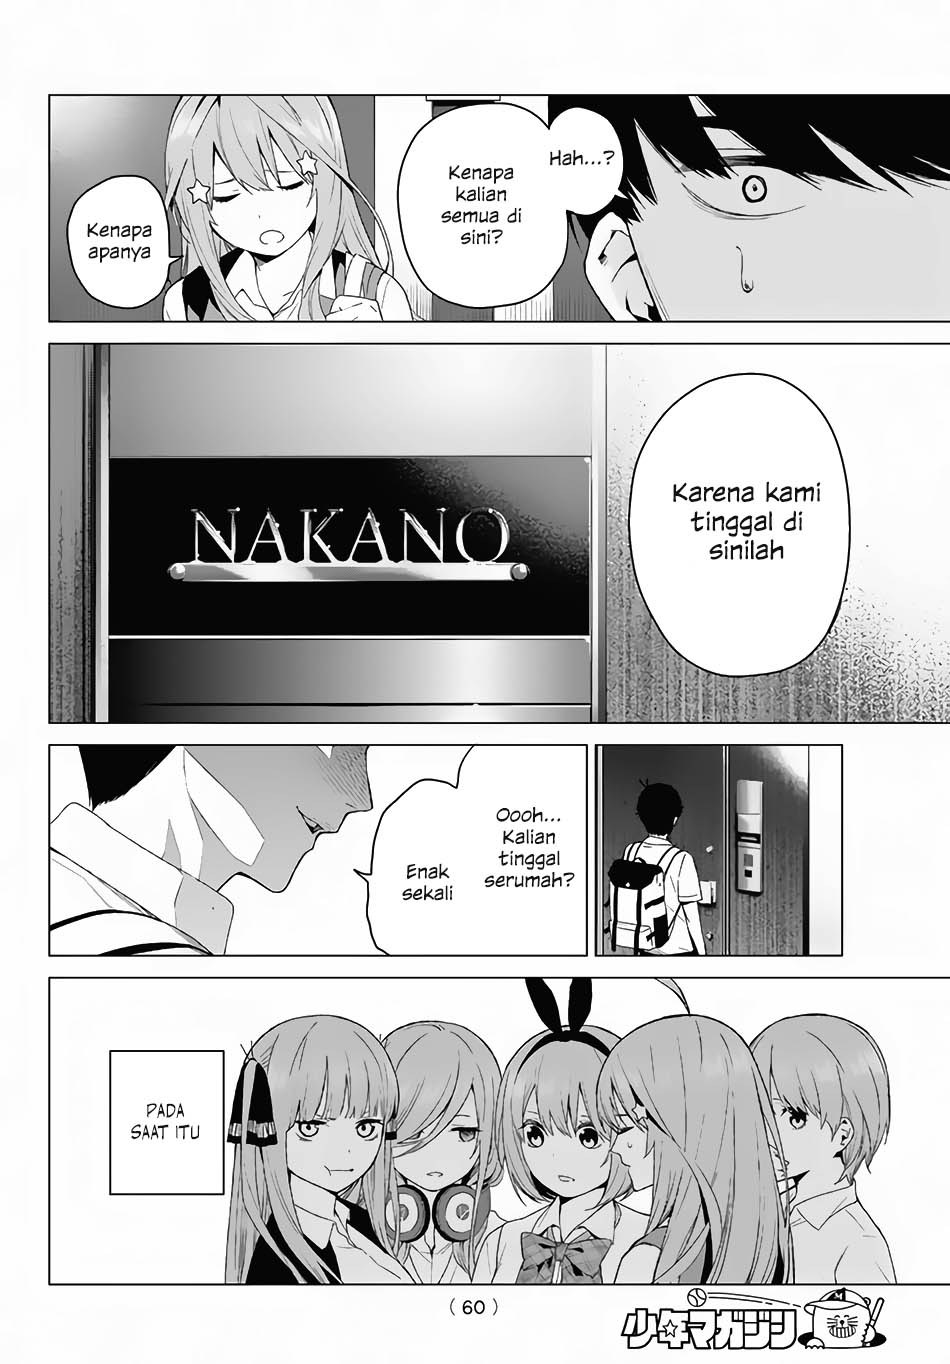 Hah...?
Kenapa
kalian
semua di
sini?
Kenapa
apanya
NAKANO
Karena kami
tinggal di
sinilah
Oooh...
Kalian
tinggal
serumah?
Enak
sekali
PADA
SAAT ITU
( 60 )
少年マガジン
M